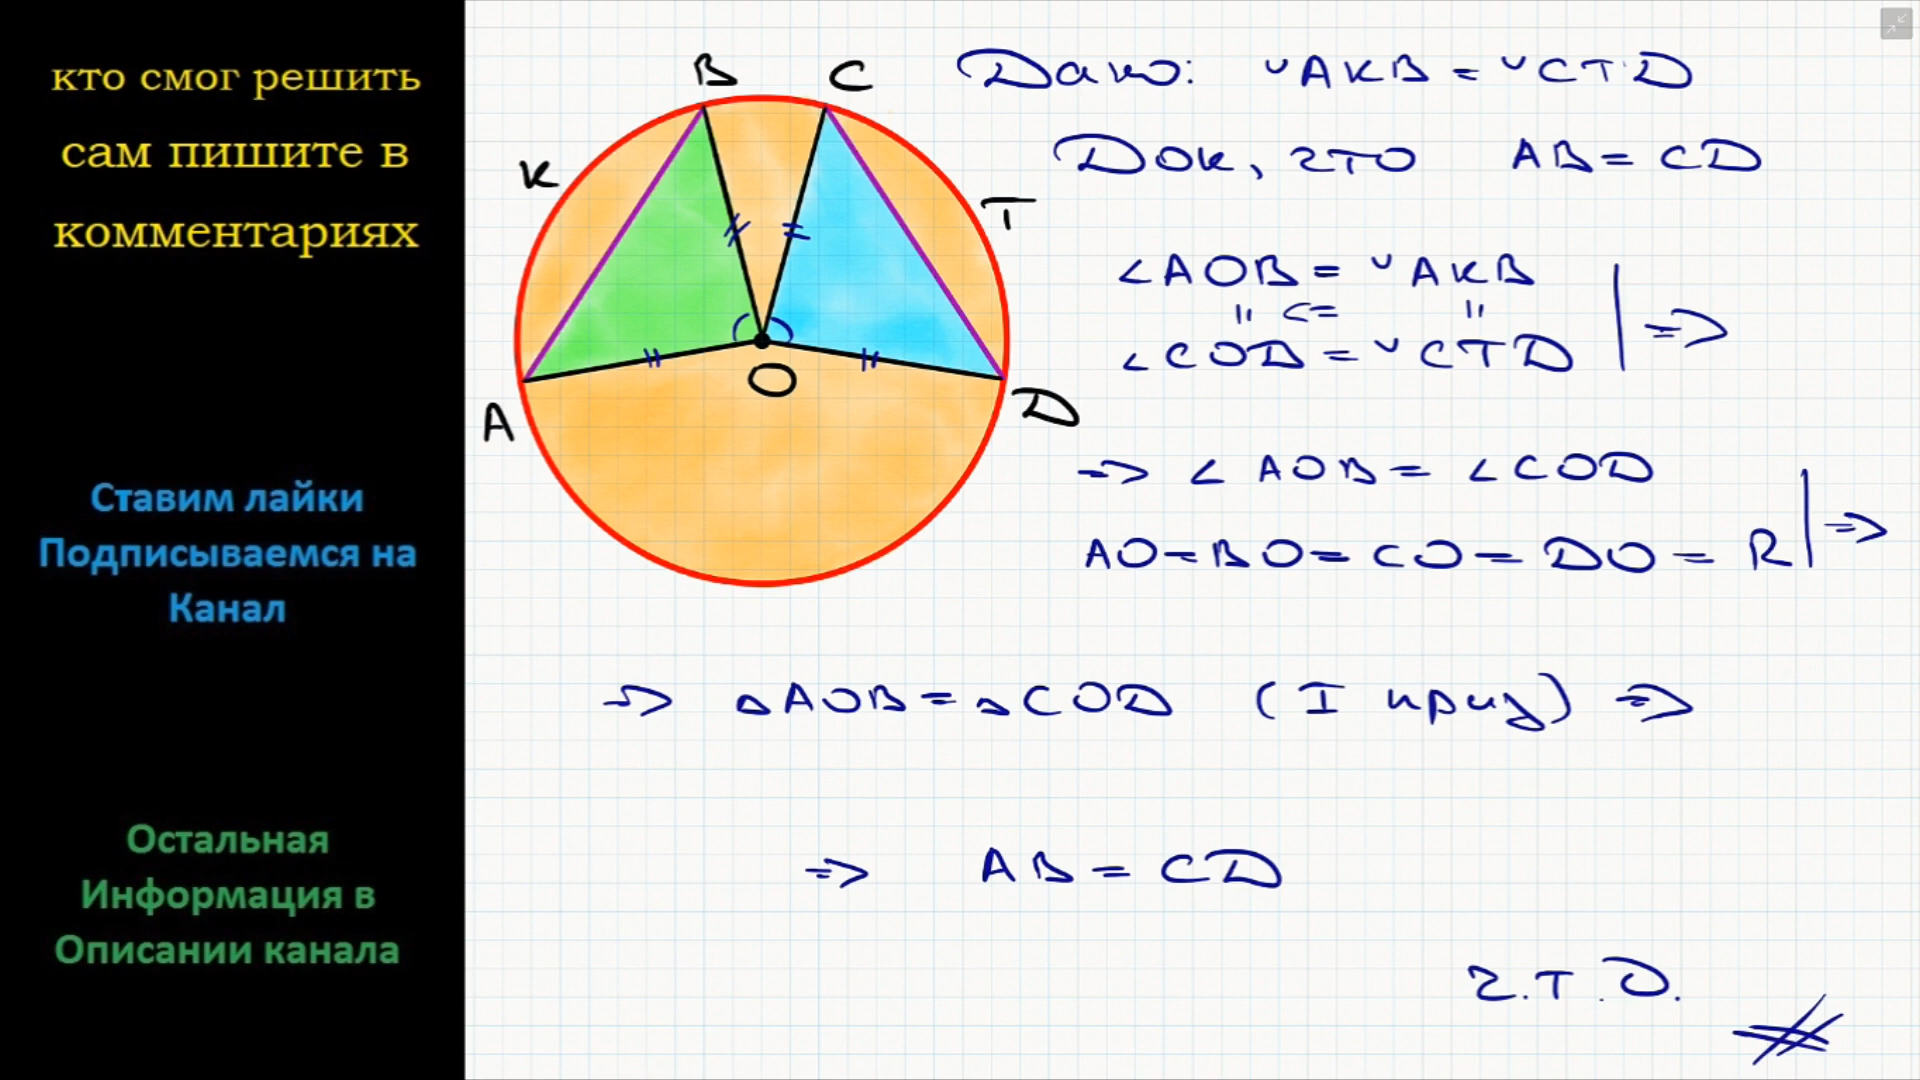 кто смог решить
сам пишите в
комментариях
Ставим лайки
Подписываемся на
Канал
Остальная
Информация в
Описании канала
B C
K
T
O
A
D
Дано: ◡AKB = ◡CTD
Док, что AB = CD
∠AOB = ◡AKB
" <= " | =>
∠COD = ◡CTD
=> ∠AOB = ∠COD
AO = BO = CO = DO = R | =>
=> △AOB = △COD (I приз) =>
=> AB = CD
ч.т.д.